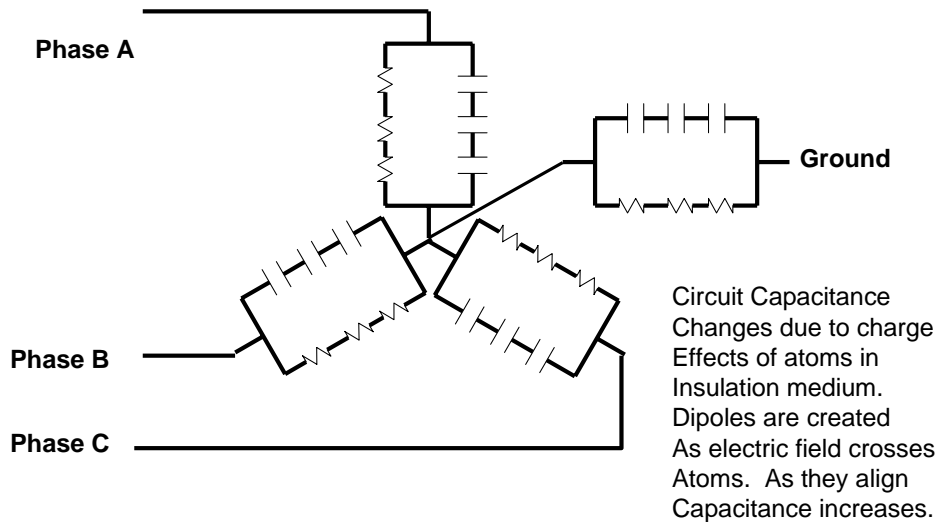 Phase A
Ground
Phase B
Phase C
Circuit Capacitance
Changes due to charge
Effects of atoms in
Insulation medium.
Dipoles are created
As electric field crosses
Atoms.  As they align
Capacitance increases.